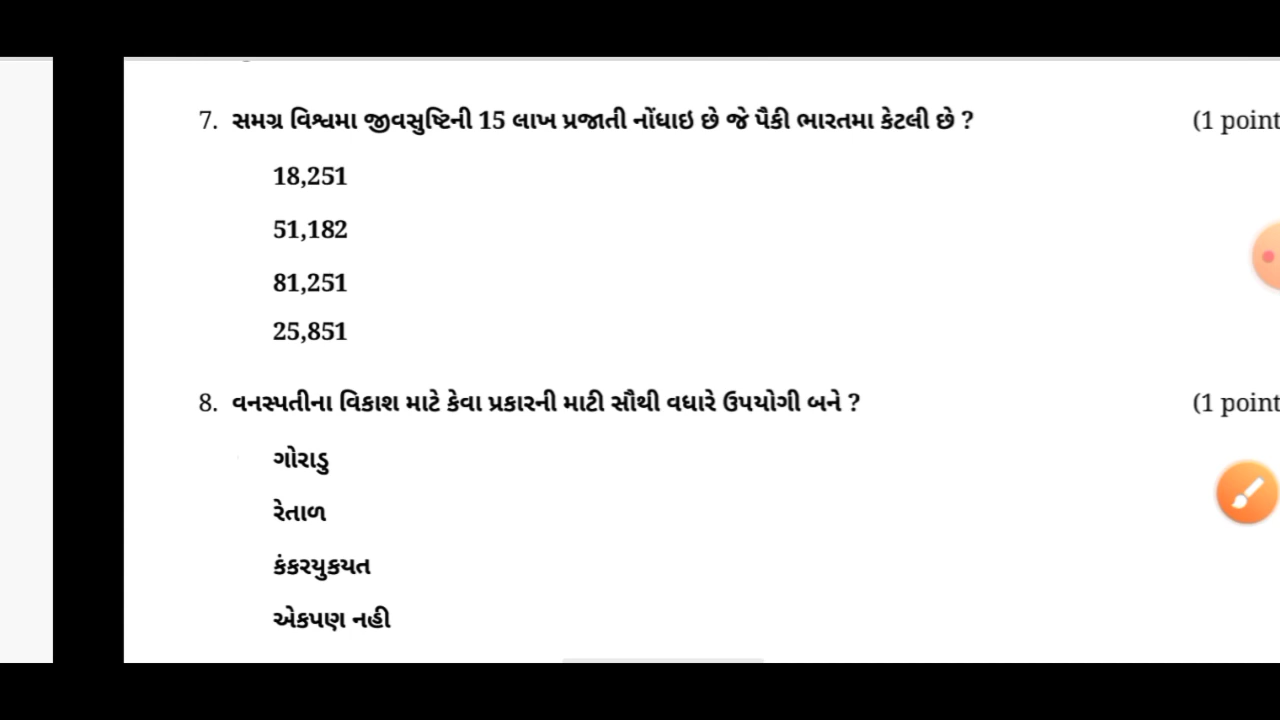 7. સમગ્ર વિશ્વમા જીવસુષ્ટિની 15 લાખ પ્રજાતી નોંધાઇ છે જે પૈકી ભારતમા કેટલી છે ? (1 point
18,251
51,182
81,251
25,851
8. વનસ્પતીના વિકાશ માટે કેવા પ્રકારની માટી સૌથી વધારે ઉપયોગી બને ? (1 point
ગોરાડુ
રેતાળ
કંકરયુકયત
એકપણ નહી